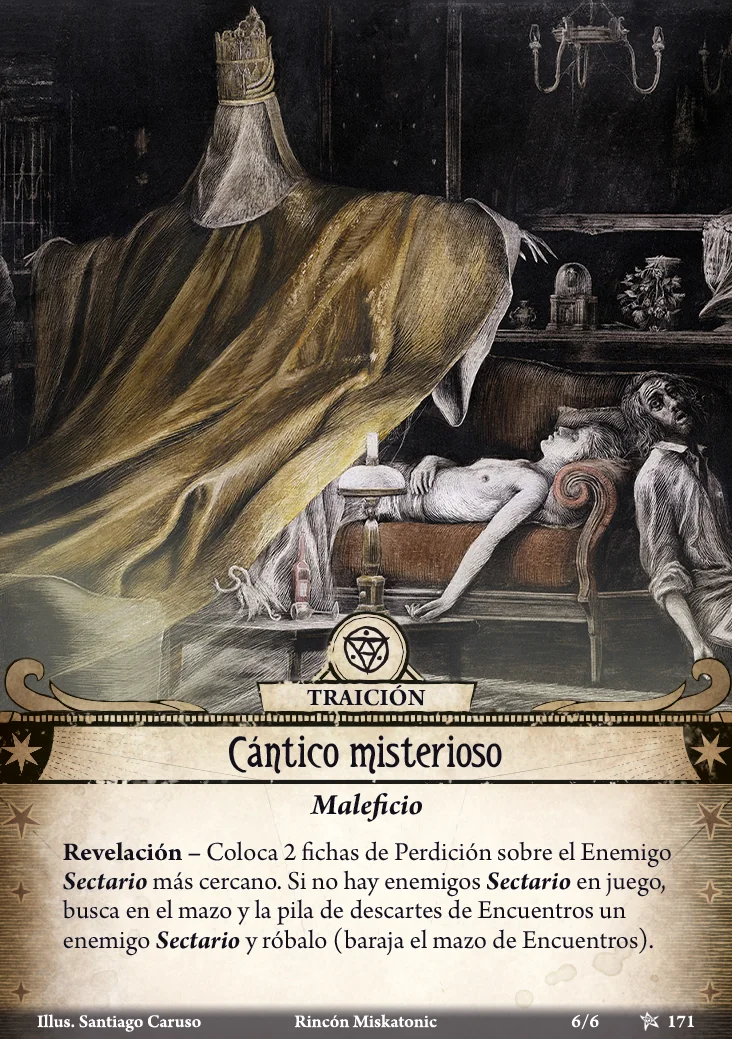 TRAICIÓN
Cántico misterioso
Maleficio
Revelación – Coloca 2 fichas de Perdición sobre el Enemigo
Sectario más cercano. Si no hay enemigos Sectario en juego,
busca en el mazo y la pila de descartes de Encuentros un
enemigo Sectario y róbalo (baraja el mazo de Encuentros).
Illus. Santiago Caruso Rincón Miskatonic 6/6 171